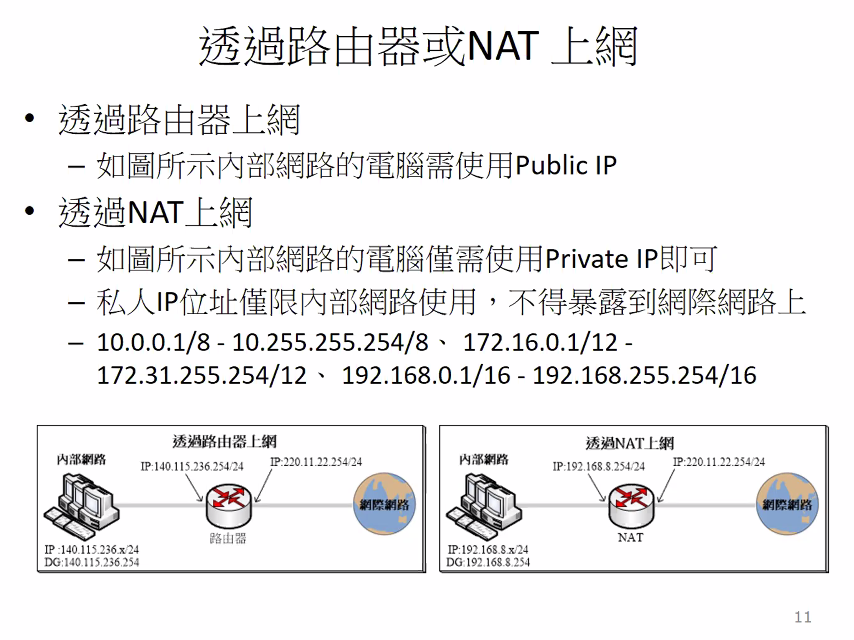 透過路由器或NAT 上網
• 透過路由器上網
– 如圖所示內部網路的電腦需使用Public IP
• 透過NAT上網
– 如圖所示內部網路的電腦僅需使用Private IP即可
– 私人IP位址僅限內部網路使用，不得暴露到網際網路上
– 10.0.0.1/8 - 10.255.255.254/8、 172.16.0.1/12 -
172.31.255.254/12、 192.168.0.1/16 - 192.168.255.254/16
透過路由器上網
內部網路
IP:140.115.236.254/24
IP:220.11.22.254/24
網際網路
路由器
IP :140.115.236.x/24
DG:140.115.236.254
透過NAT上網
內部網路
IP:192.168.8.254/24
IP:220.11.22.254/24
網際網路
NAT
IP:192.168.8.x/24
DG:192.168.8.254
11